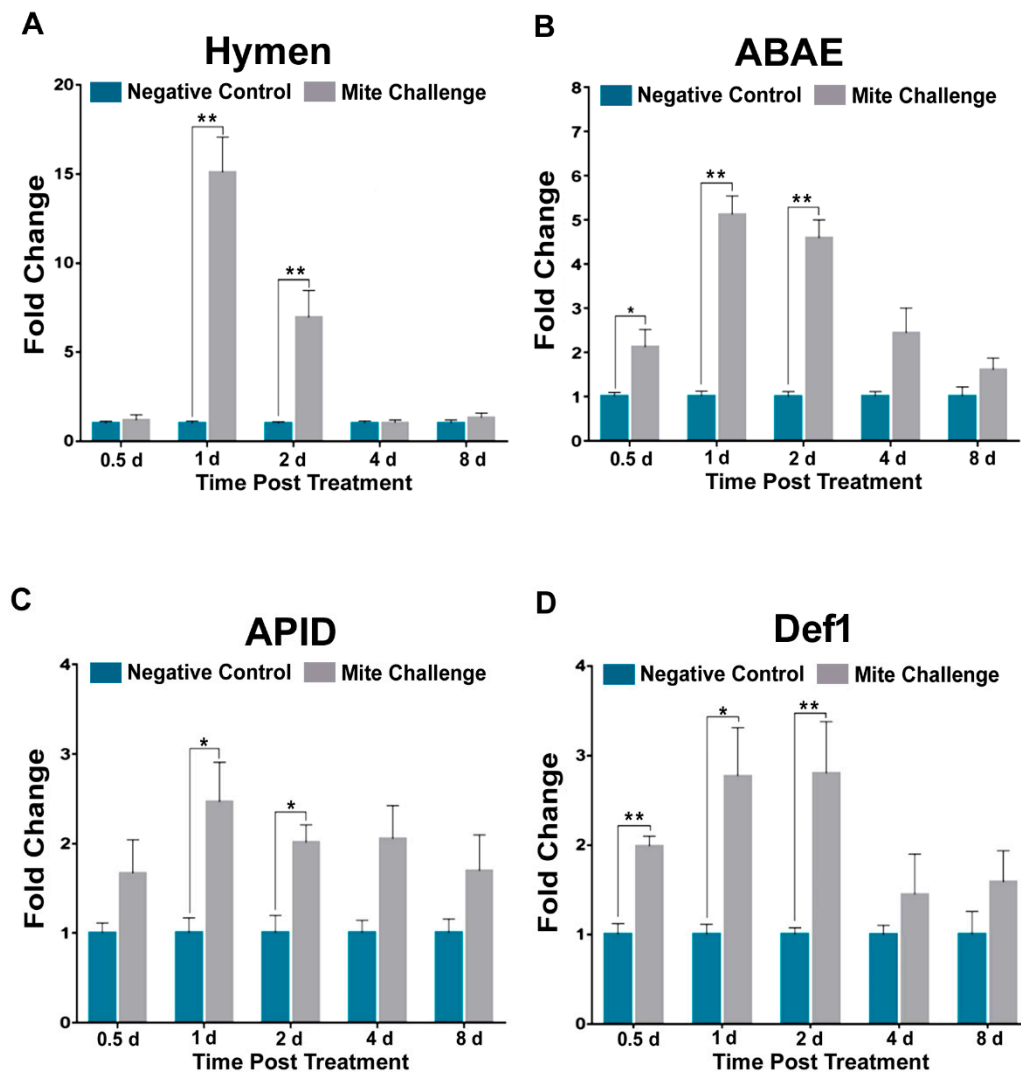 A
Hymen
Negative Control Mite Challenge
20
15
10
5
0
Fold Change
** **
0.5 d 1 d 2 d 4 d 8 d
Time Post Treatment
B
ABAE
Negative Control Mite Challenge
8
7
6
5
4
3
2
1
0
Fold Change
* ** **
0.5 d 1 d 2 d 4 d 8 d
Time Post Treatment
C
APID
Negative Control Mite Challenge
4
3
2
1
0
Fold Change
* *
0.5 d 1 d 2 d 4 d 8 d
Time Post Treatment
D
Def1
Negative Control Mite Challenge
4
3
2
1
0
Fold Change
** * **
0.5 d 1 d 2 d 4 d 8 d
Time Post Treatment